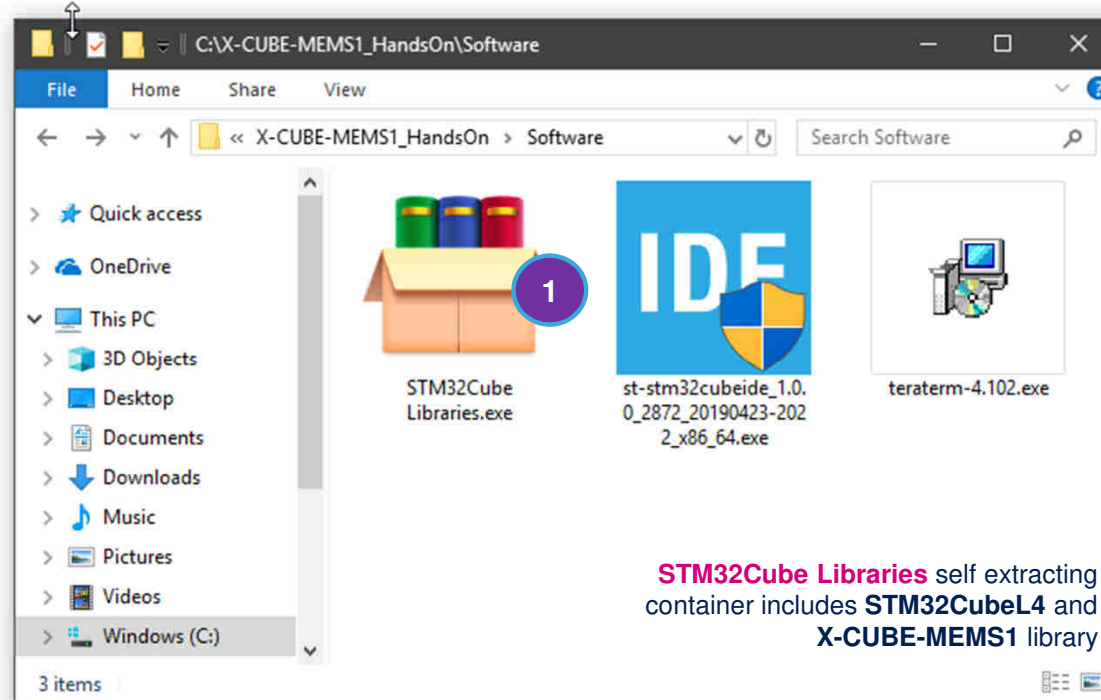 C:\X-CUBE-MEMS1_HandsOn\Software
File Home Share View
?
« X-CUBE-MEMS1_HandsOn > Software
Search Software
Quick access
OneDrive
This PC
3D Objects
Desktop
Documents
Downloads
Music
Pictures
Videos
Windows (C:)
1
IDE
STM32Cube
Libraries.exe
st-stm32cubeide_1.0.
0_2872_20190423-202
2_x86_64.exe
teraterm-4.102.exe
STM32Cube Libraries self extracting
container includes STM32CubeL4 and
X-CUBE-MEMS1 library
3 items